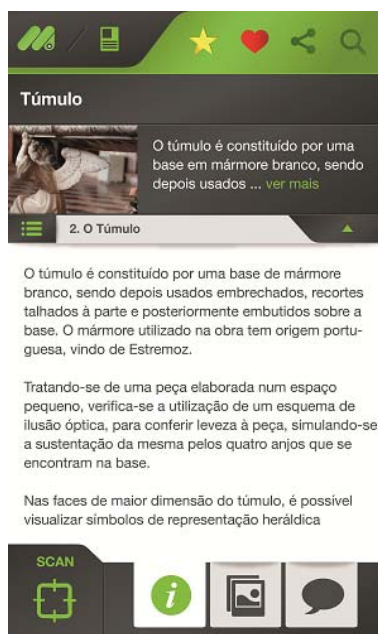 Túmulo
O túmulo é constituído por uma
base em mármore branco, sendo
depois usados ... ver mais
2. O Túmulo
O túmulo é constituído por uma base de mármore
branco, sendo depois usados embrechados, recortes
talhados à parte e posteriormente embutidos sobre a
base. O mármore utilizado na obra tem origem portu-
guesa, vindo de Estremoz.
Tratando-se de uma peça elaborada num espaço
pequeno, verifica-se a utilização de um esquema de
ilusão óptica, para conferir leveza à peça, simulando-se
a sustentação da mesma pelos quatro anjos que se
encontram na base.
Nas faces de maior dimensão do túmulo, é possível
visualizar símbolos de representação heráldica
SCAN
i